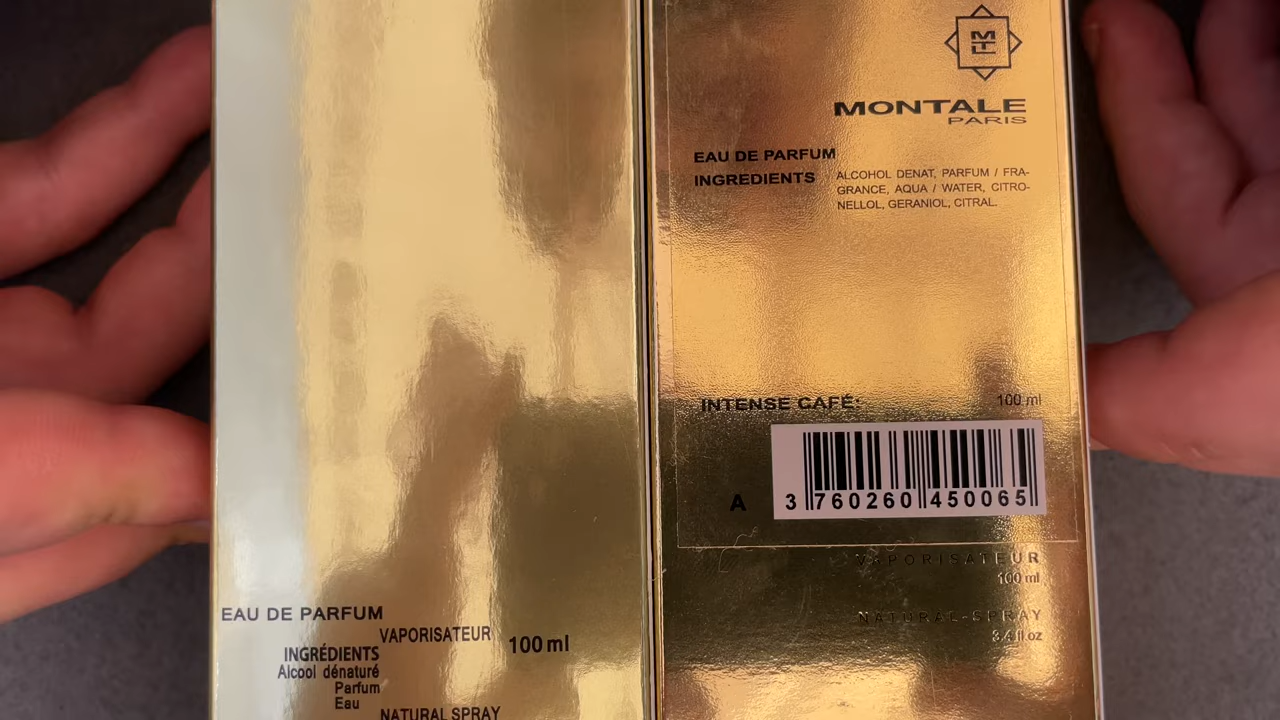 EAU DE PARFUM
VAPORISATEUR 100 ml
INGRÉDIENTS
Alcool dénaturé
Parfum
Eau
NATURAL SPRAY
MONTALE
PARIS
EAU DE PARFUM
INGREDIENTS
ALCOHOL DENAT, PARFUM / FRA-
GRANCE, AQUA / WATER, CITRO-
NELLOL, GERANIOL, CITRAL.
INTENSE CAFÉ: 100 ml
A 3 760260 450065
VAPORISATEUR
100 ml
NATURAL-SPRAY
3.4 fl.oz